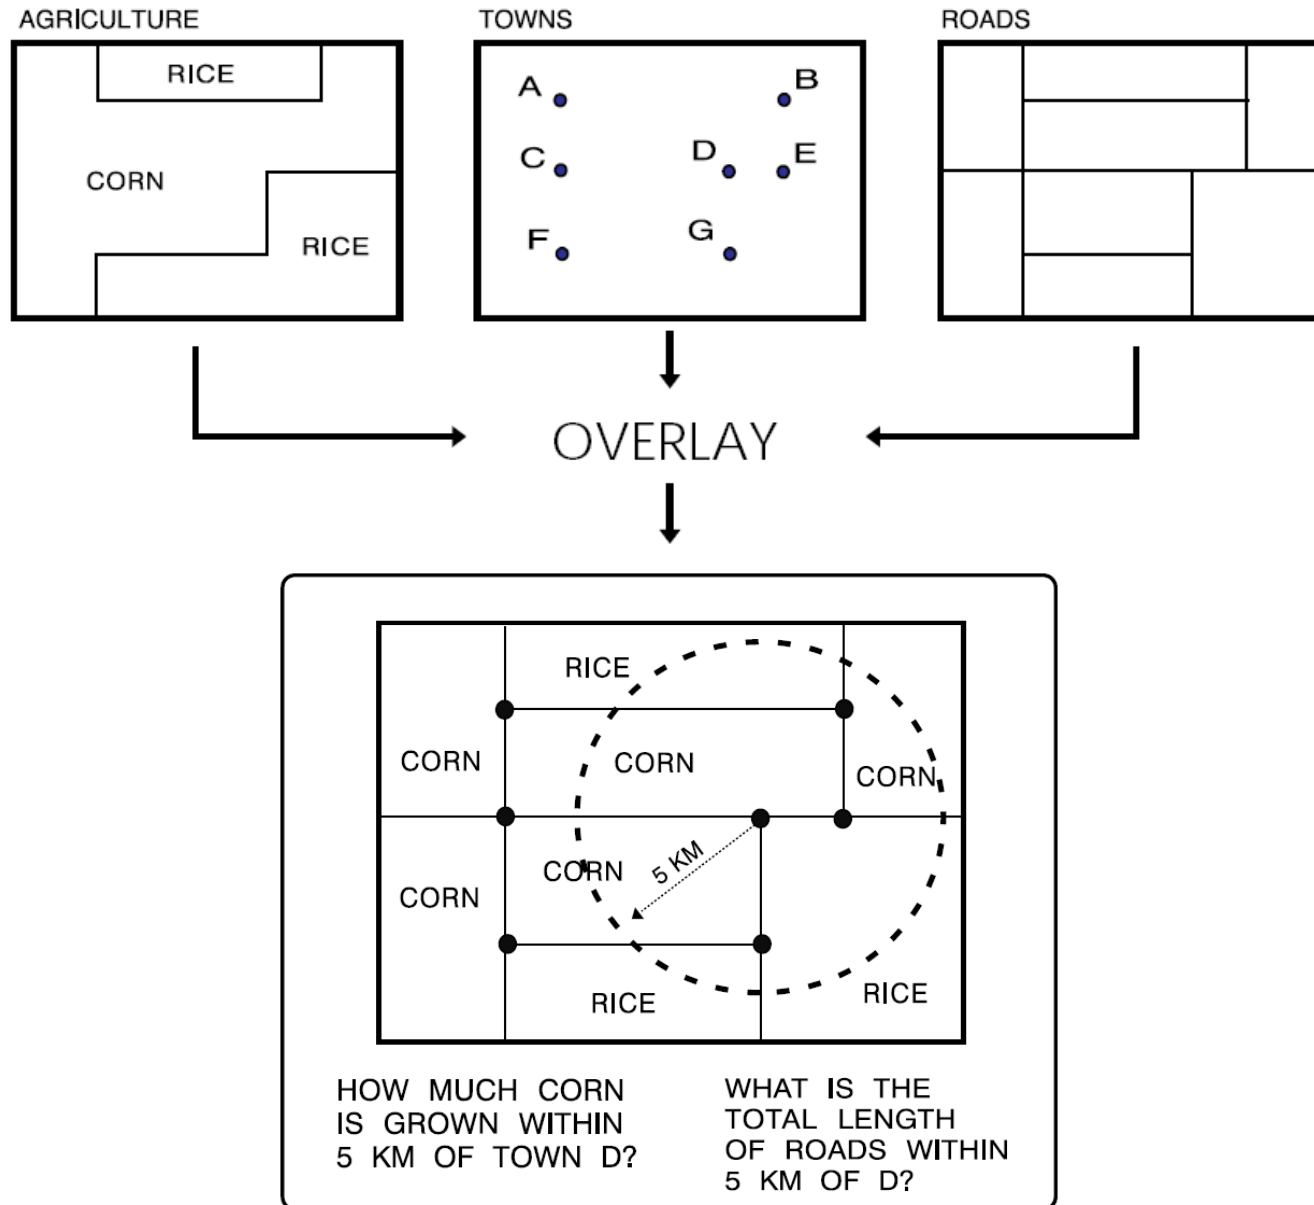 AGRICULTURE
TOWNS
ROADS
RICE
CORN
RICE
A
B
C
D
E
F
G
OVERLAY
RICE
CORN
CORN
CORN
CORN
5 KM
CORN
RICE
RICE
HOW MUCH CORN
IS GROWN WITHIN
5 KM OF TOWN D?
WHAT IS THE
TOTAL LENGTH
OF ROADS WITHIN
5 KM OF D?